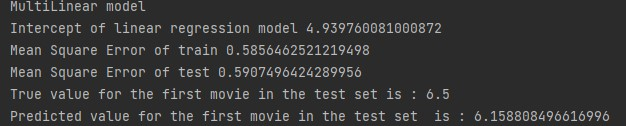 MultiLinear model
Intercept of linear regression model 4.939760081000872
Mean Square Error of train 0.5856462521219498
Mean Square Error of test 0.5907496424289956
True value for the first movie in the test set is : 6.5
Predicted value for the first movie in the test set  is : 6.158808496616996